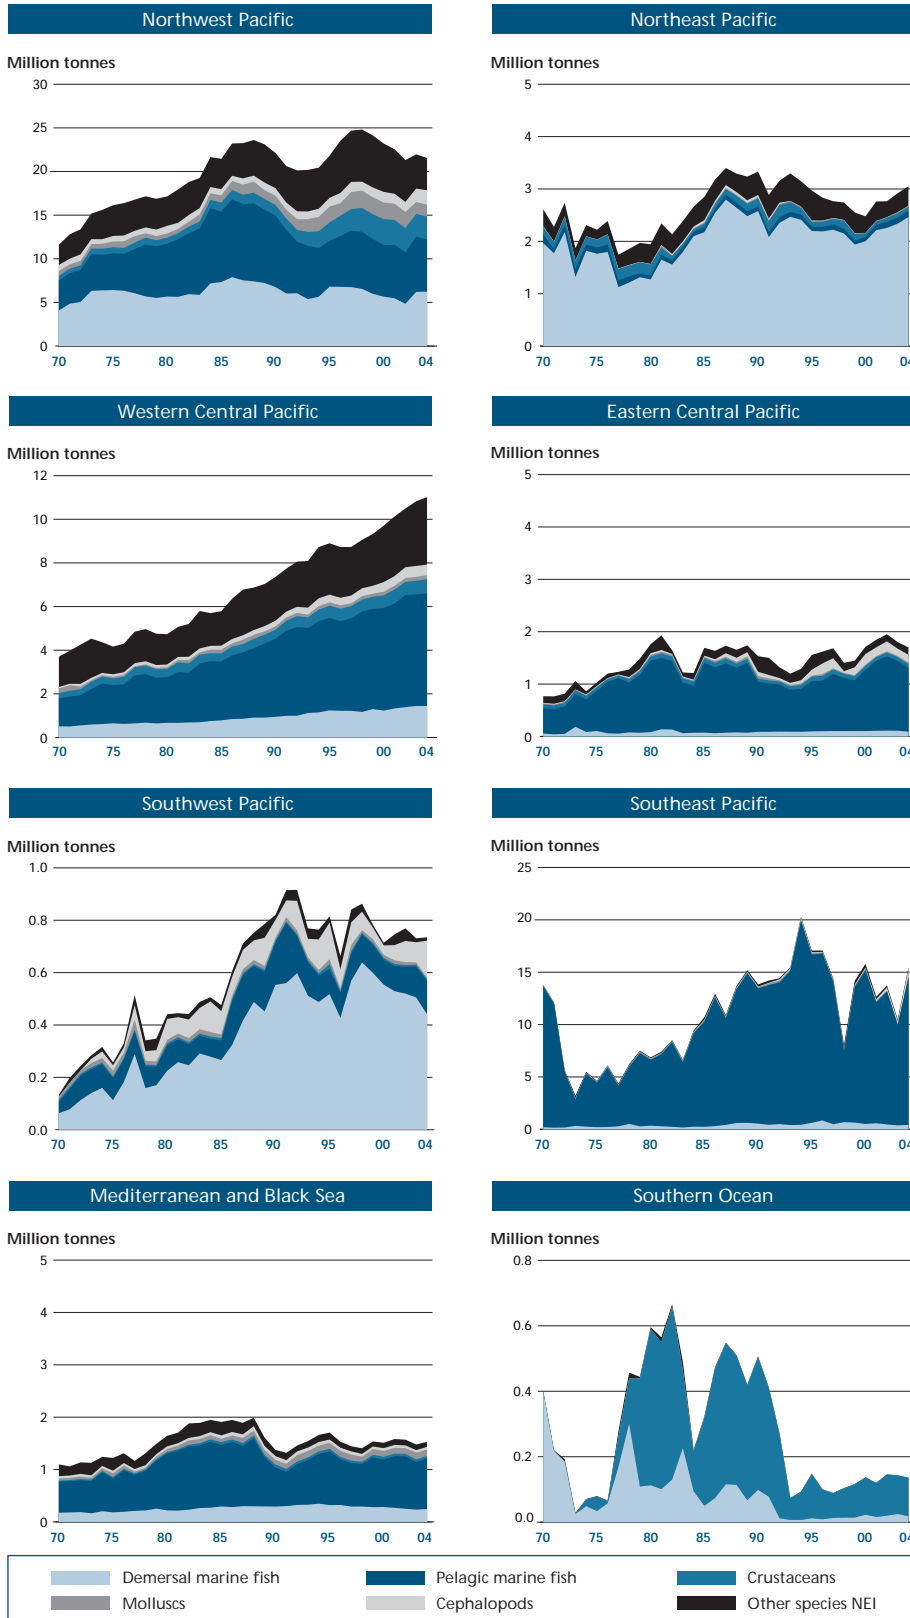 Northwest Pacific
Northeast Pacific
Million tonnes
Million tonnes
30
25
20
15
10
5
0
70 75 80 85 90 95 00 04
5
4
3
2
1
0
70 75 80 85 90 95 00 04
Western Central Pacific
Eastern Central Pacific
Million tonnes
Million tonnes
12
10
8
6
4
2
0
70 75 80 85 90 95 00 04
5
4
3
2
1
0
70 75 80 85 90 95 00 04
Southwest Pacific
Southeast Pacific
Million tonnes
Million tonnes
1.0
0.8
0.6
0.4
0.2
0.0
70 75 80 85 90 95 00 04
25
20
15
10
5
0
70 75 80 85 90 95 00 04
Mediterranean and Black Sea
Southern Ocean
Million tonnes
Million tonnes
5
4
3
2
1
0
70 75 80 85 90 95 00 04
0.8
0.6
0.4
0.2
0.0
70 75 80 85 90 95 00 04
Demersal marine fish Pelagic marine fish Crustaceans
Molluscs Cephalopods Other species NEI